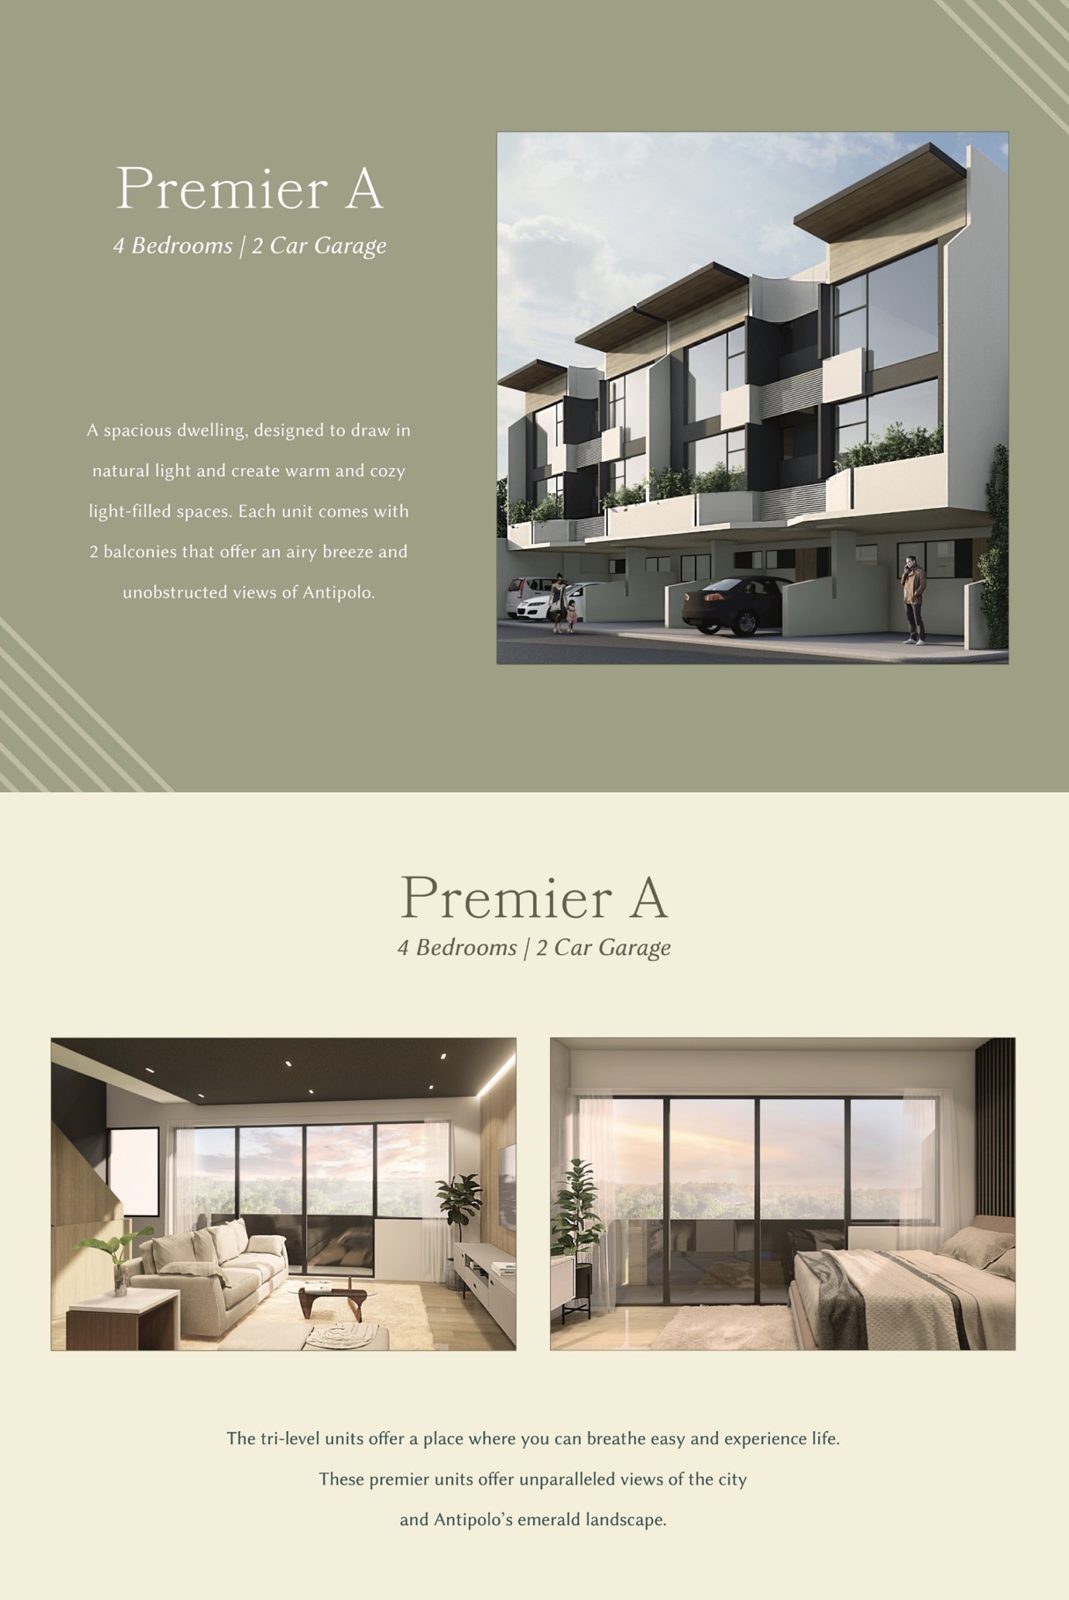 Premier A
4 Bedrooms | 2 Car Garage
A spacious dwelling, designed to draw in
natural light and create warm and cozy
light-filled spaces. Each unit comes with
2 balconies that offer an airy breeze and
unobstructed views of Antipolo.
Premier A
4 Bedrooms | 2 Car Garage
The tri-level units offer a place where you can breathe easy and experience life.
These premier units offer unparalleled views of the city
and Antipolo’s emerald landscape.